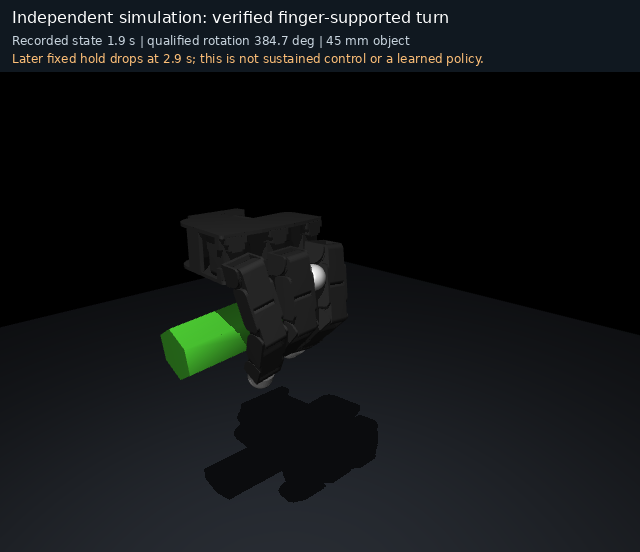 Independent simulation: verified finger-supported turn
Recorded state 1.9 s | qualified rotation 384.7 deg | 45 mm object
Later fixed hold drops at 2.9 s; this is not sustained control or a learned policy.